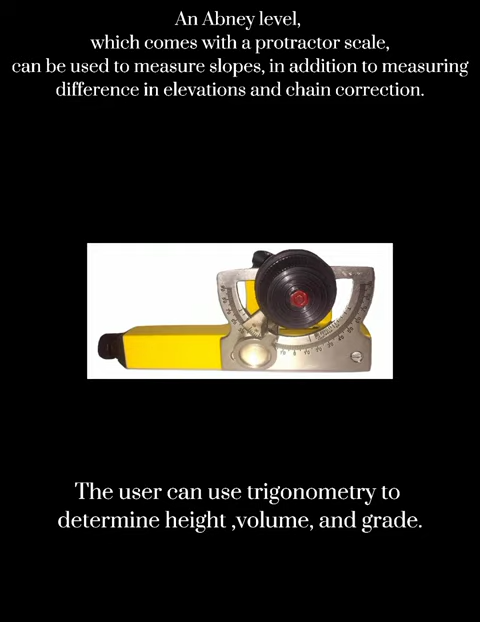 An Abney level,
which comes with a protractor scale,
can be used to measure slopes, in addition to measuring
difference in elevations and chain correction.
The user can use trigonometry to
determine height ,volume, and grade.